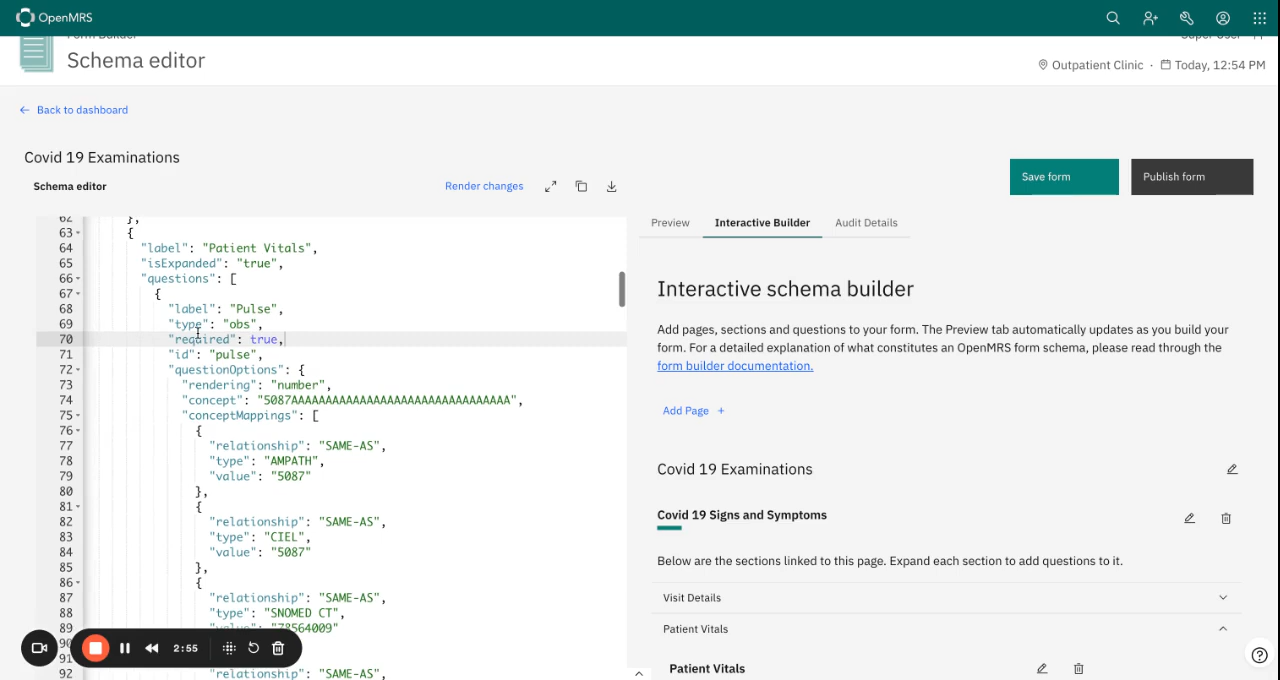 OpenMRS
Form Builder
Super User
Schema editor
Outpatient Clinic · Today, 12:54 PM
Back to dashboard
Covid 19 Examinations
Save form
Publish form
Schema editor
Render changes
62 },
63 {
64 "label": "Patient Vitals",
65 "isExpanded": "true",
66 "questions": [
67 {
68 "label": "Pulse",
69 "type": "obs",
70 "required": true,
71 "id": "pulse",
72 "questionOptions": {
73 "rendering": "number",
74 "concept": "5087AAAAAAAAAAAAAAAAAAAAAAAAAAAAAAAA",
75 "conceptMappings": [
76 {
77 "relationship": "SAME-AS",
78 "type": "AMPATH",
79 "value": "5087"
80 },
81 {
82 "relationship": "SAME-AS",
83 "type": "CIEL",
84 "value": "5087"
85 },
86 {
87 "relationship": "SAME-AS",
88 "type": "SNOMED CT",
89 "value": "78564009"
90
91
92 "relationship": "SAME-AS",
2:55
Preview
Interactive Builder
Audit Details
Interactive schema builder
Add pages, sections and questions to your form. The Preview tab automatically updates as you build your
form. For a detailed explanation of what constitutes an OpenMRS form schema, please read through the
form builder documentation.
Add Page +
Covid 19 Examinations
Covid 19 Signs and Symptoms
Below are the sections linked to this page. Expand each section to add questions to it.
Visit Details
Patient Vitals
Patient Vitals